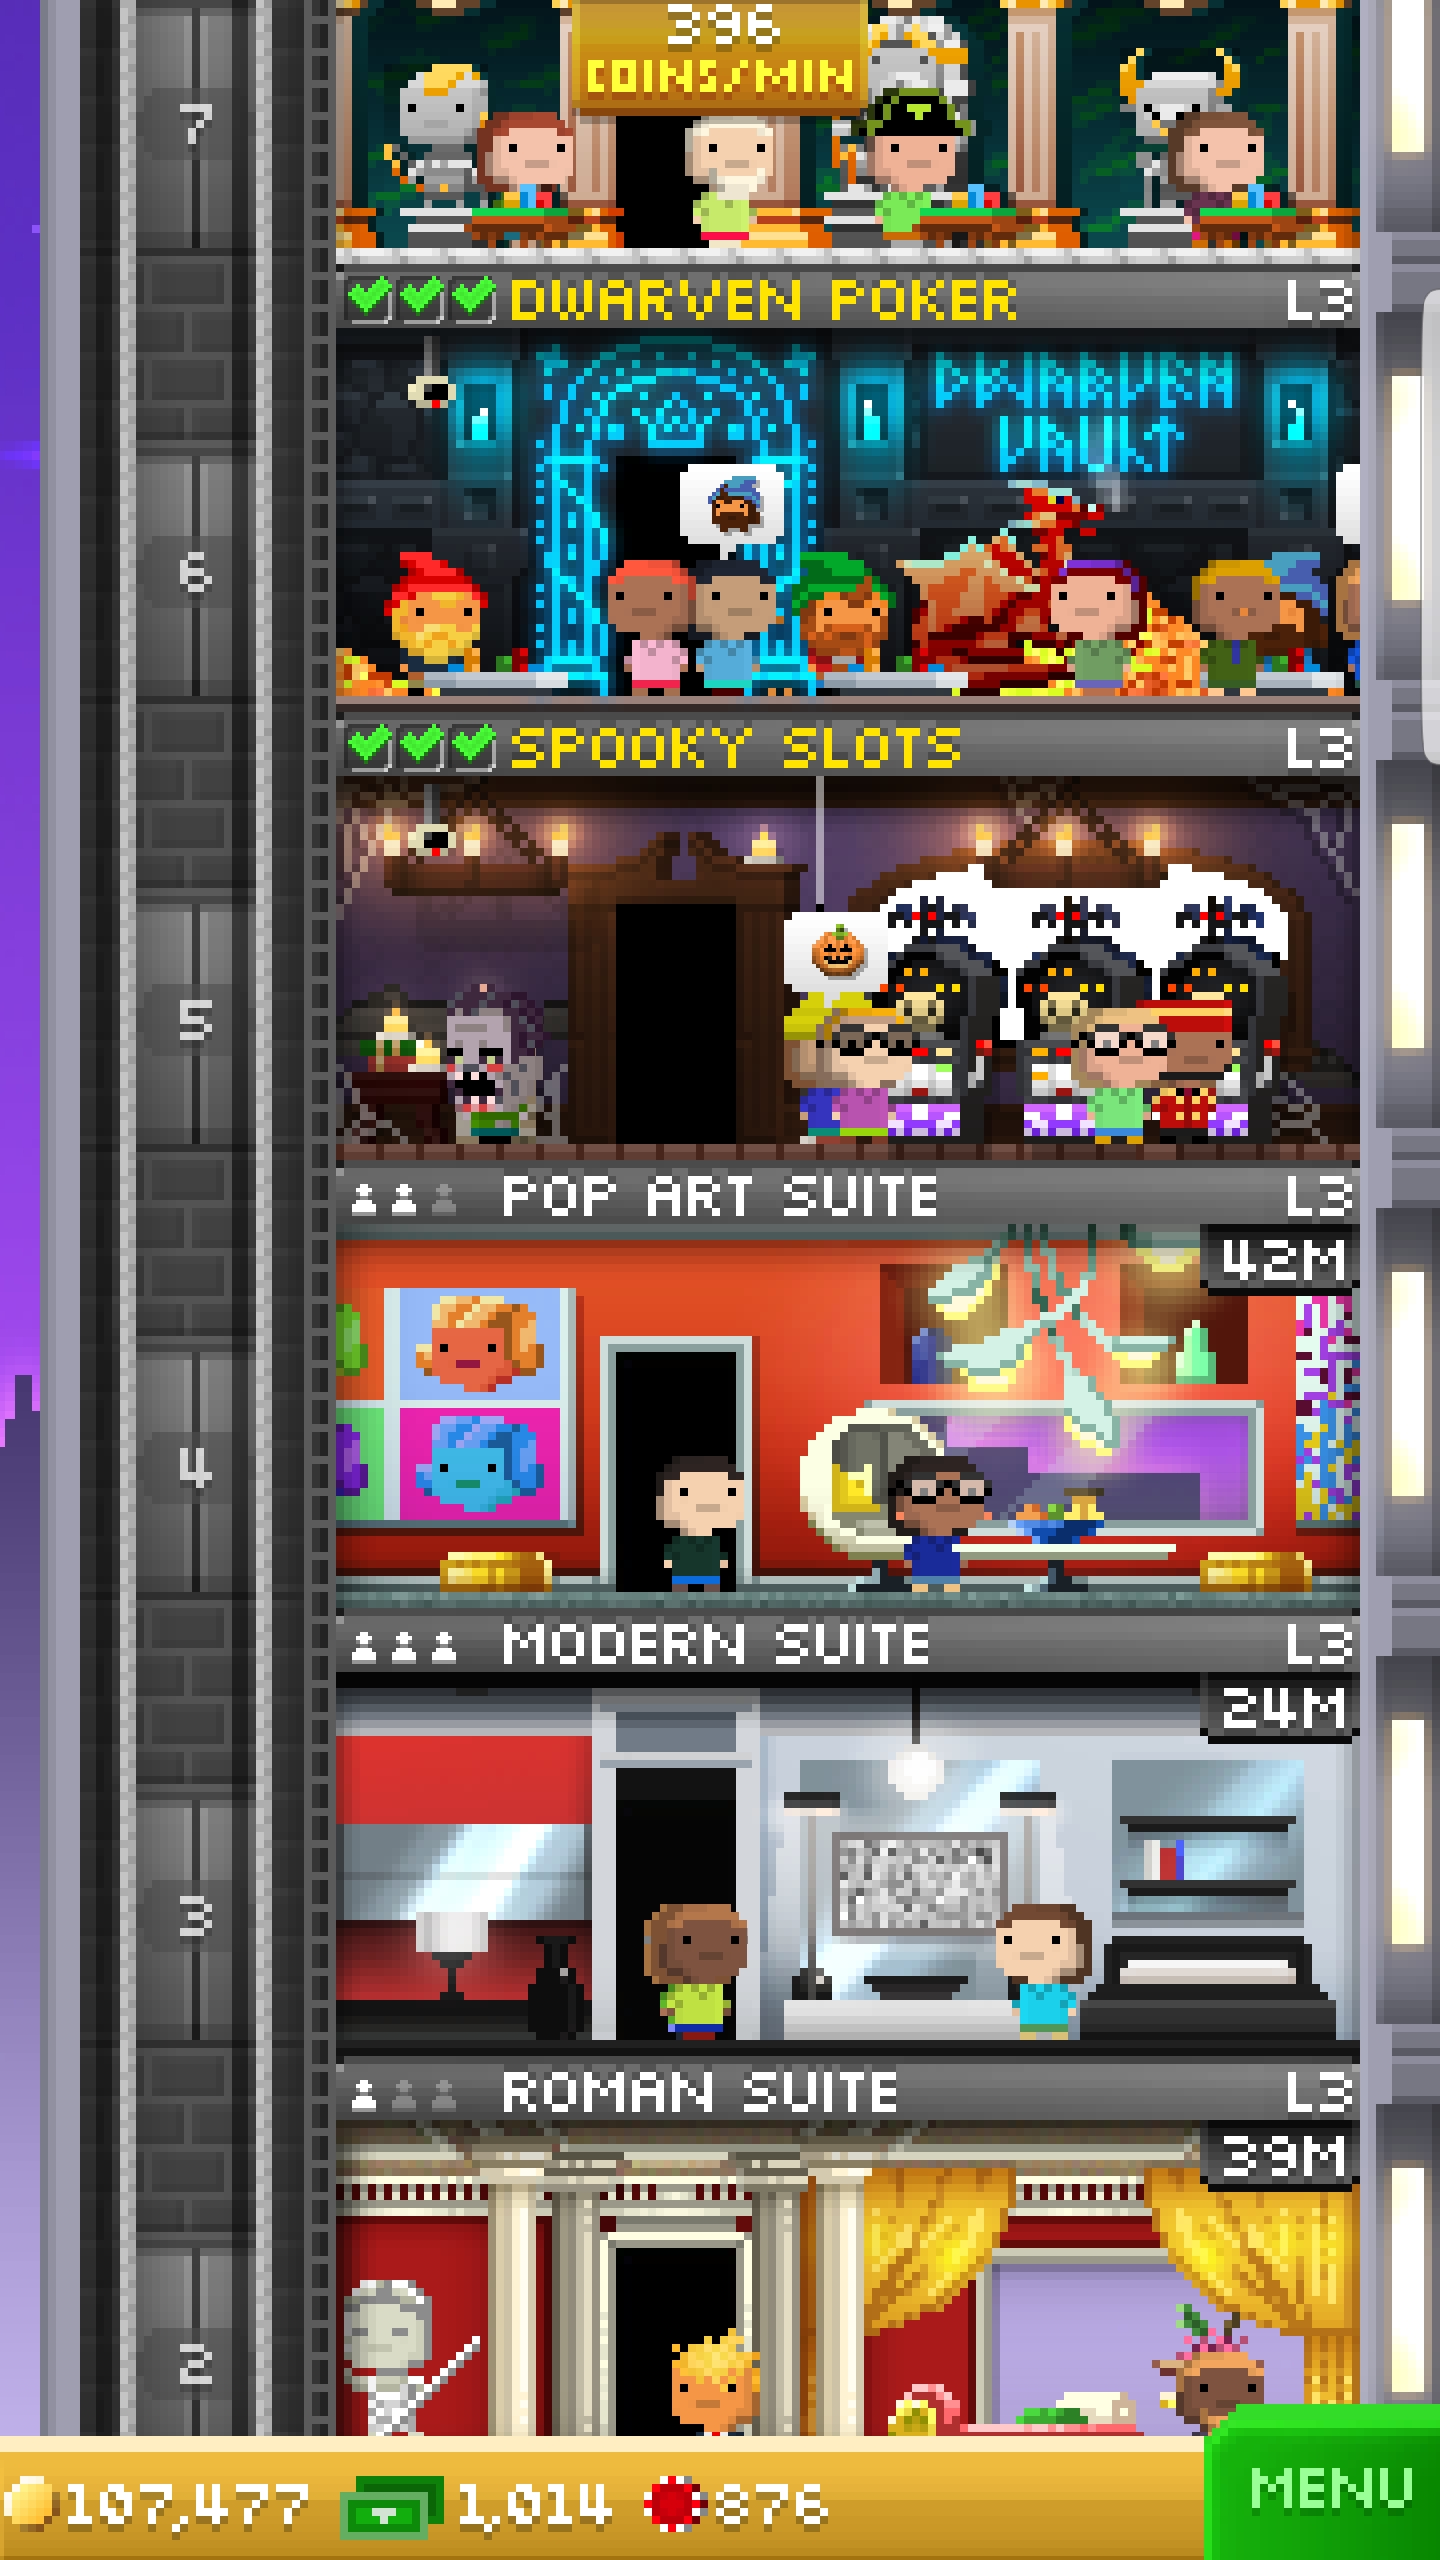 396
COINS/MIN
7
DWARVEN POKER L3
DWARVEN
VAULT
6
SPOOKY SLOTS L3
5
POP ART SUITE L3
42M
4
MODERN SUITE L3
24M
3
ROMAN SUITE L3
39M
2
107,477 1,014 876
MENU